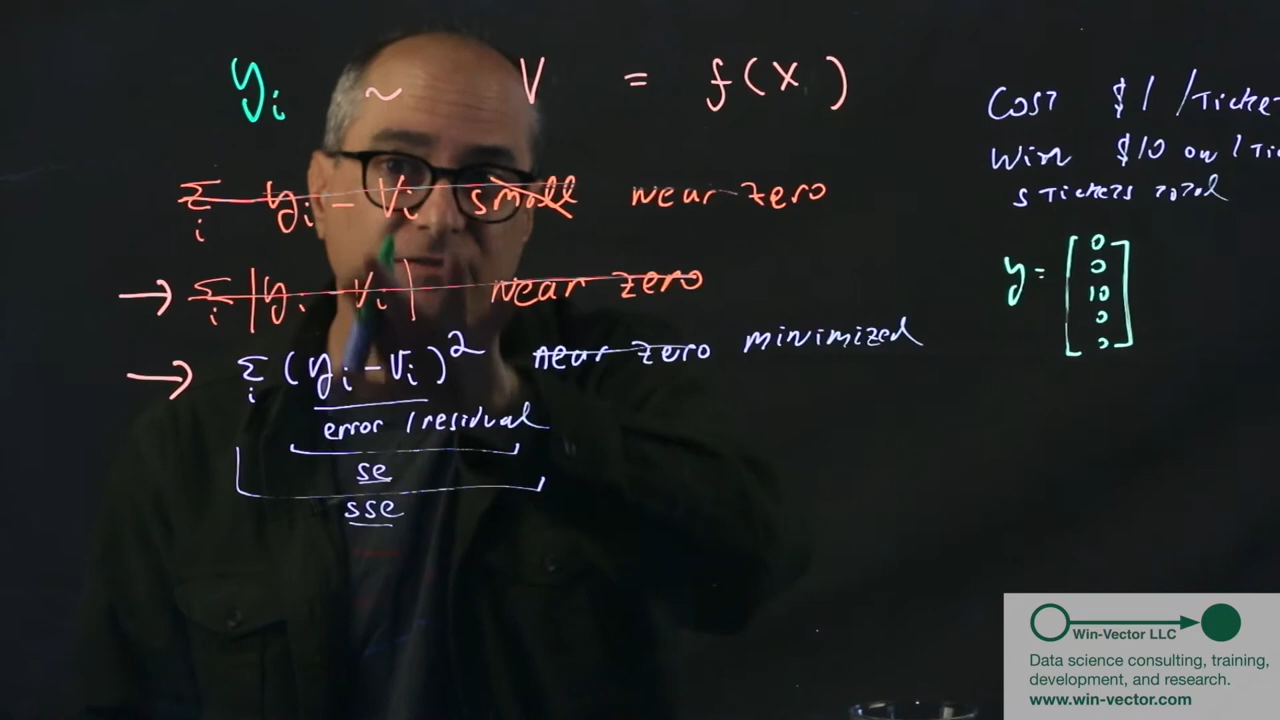 yi ~ V = f(X)
Σi yi - Vi small near zero
→ Σi |yi - Vi| near zero
→ Σi (yi - Vi)² near zero minimized
error / residual
se
sse
Cost $1 / Ticke
Win $10 on 1 Ti
5 Tickets total
y = [0 0 10 0 0]
Win-Vector LLC
Data science consulting, training,
development, and research.
www.win-vector.com